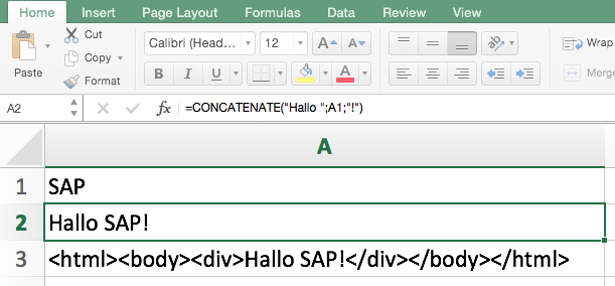 Home Insert Page Layout Formulas Data Review View
Cut
Copy
Format
Paste
Calibri (Head... 12 A A
B I U A
Wrap
Merge
A2 fx =CONCATENATE("Hallo ";A1;"!")
A
1 SAP
2 Hallo SAP!
3 <html><body><div>Hallo SAP!</div></body></html>